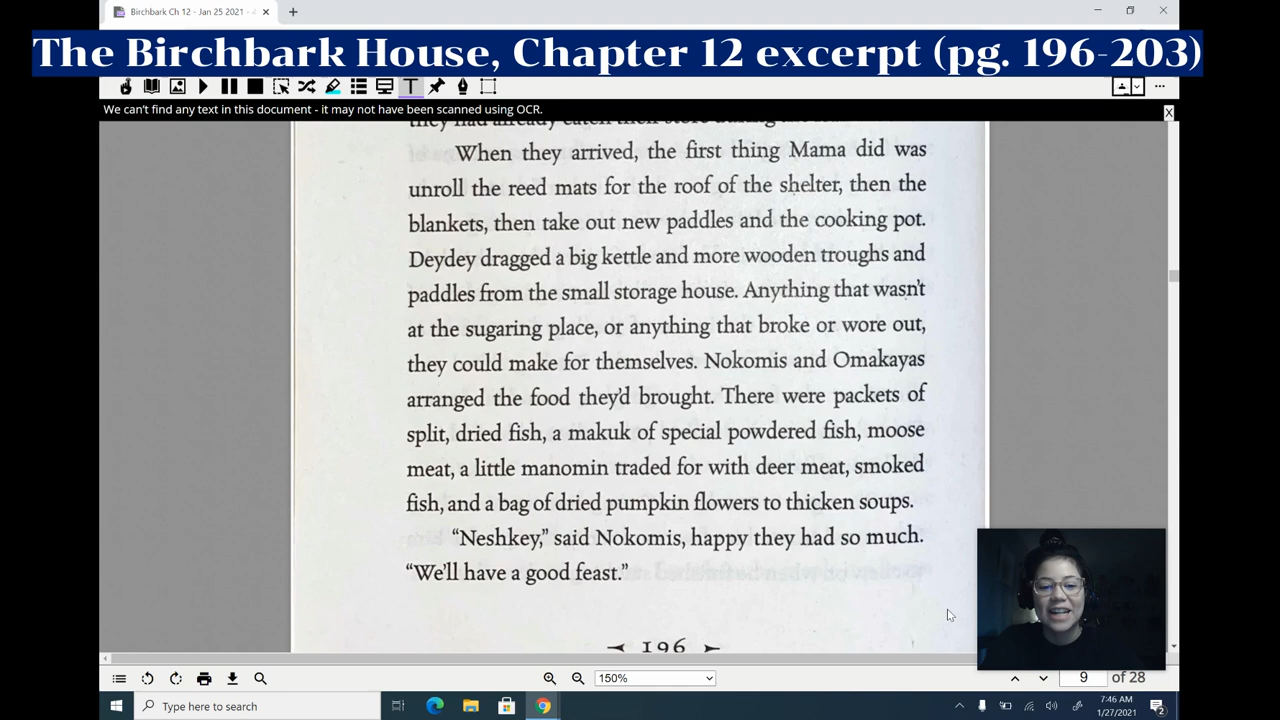 Birchbark Ch 12 - Jan 25 2021 -
The Birchbark House, Chapter 12 excerpt (pg. 196-203)
We can't find any text in this document - it may not have been scanned using OCR.
When they arrived, the first thing Mama did was
unroll the reed mats for the roof of the shelter, then the
blankets, then take out new paddles and the cooking pot.
Deydey dragged a big kettle and more wooden troughs and
paddles from the small storage house. Anything that wasn't
at the sugaring place, or anything that broke or wore out,
they could make for themselves. Nokomis and Omakayas
arranged the food they'd brought. There were packets of
split, dried fish, a makuk of special powdered fish, moose
meat, a little manomin traded for with deer meat, smoked
fish, and a bag of dried pumpkin flowers to thicken soups.
"Neshkey," said Nokomis, happy they had so much.
"We'll have a good feast."
196
150%
9 of 28
Type here to search
7:46 AM
1/27/2021
2